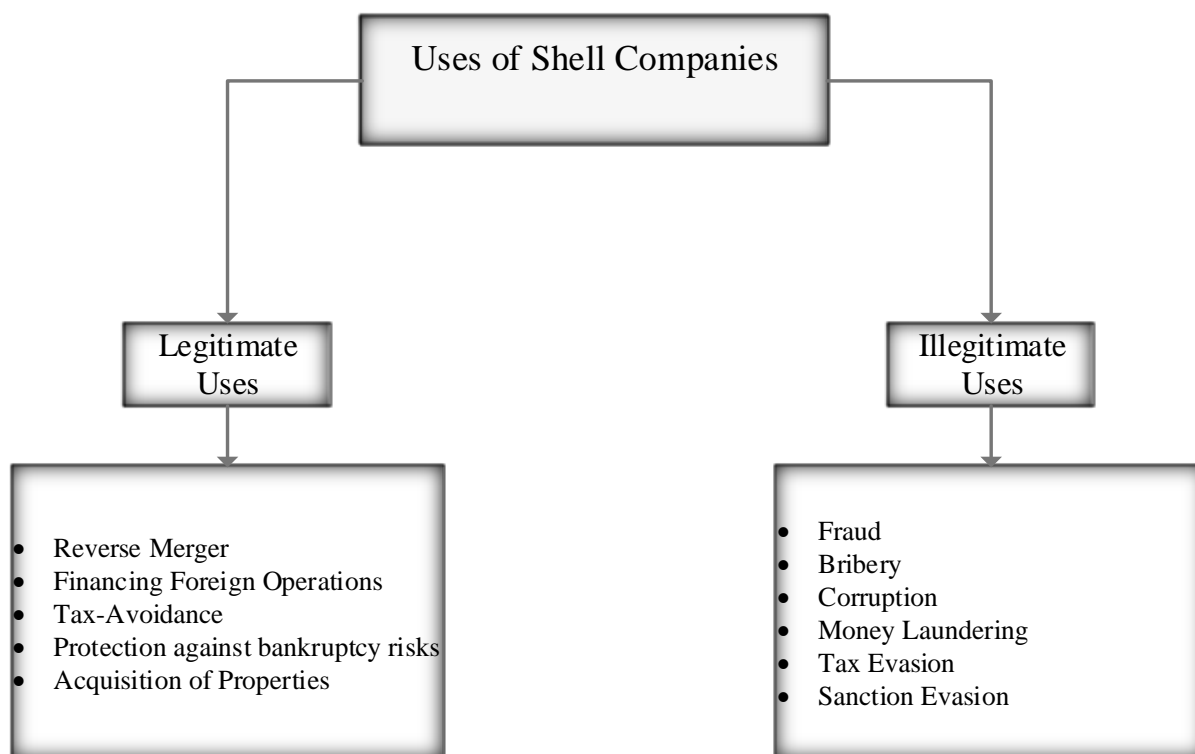 Uses of Shell Companies
Legitimate
Uses
Illegitimate
Uses
• Reverse Merger
• Financing Foreign Operations
• Tax-Avoidance
• Protection against bankruptcy risks
• Acquisition of Properties
• Fraud
• Bribery
• Corruption
• Money Laundering
• Tax Evasion
• Sanction Evasion